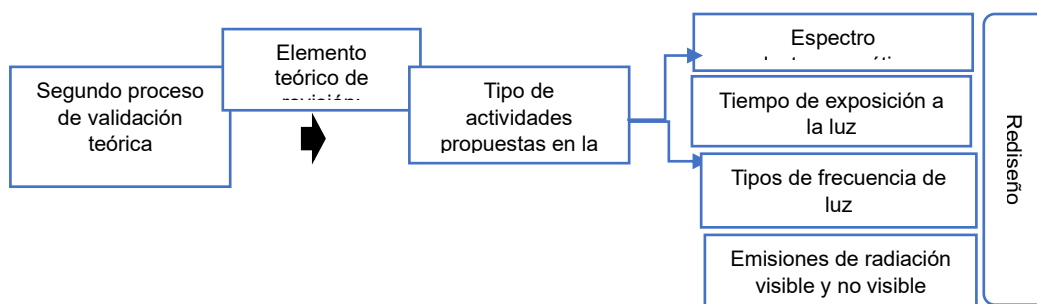 Segundo proceso
de validación
teórica
Elemento
teórico de
Tipo de
actividades
propuestas en la
Espectro
Tiempo de exposición a
la luz
Tipos de frecuencia de
luz
Emisiones de radiación
visible y no visible
Rediseño